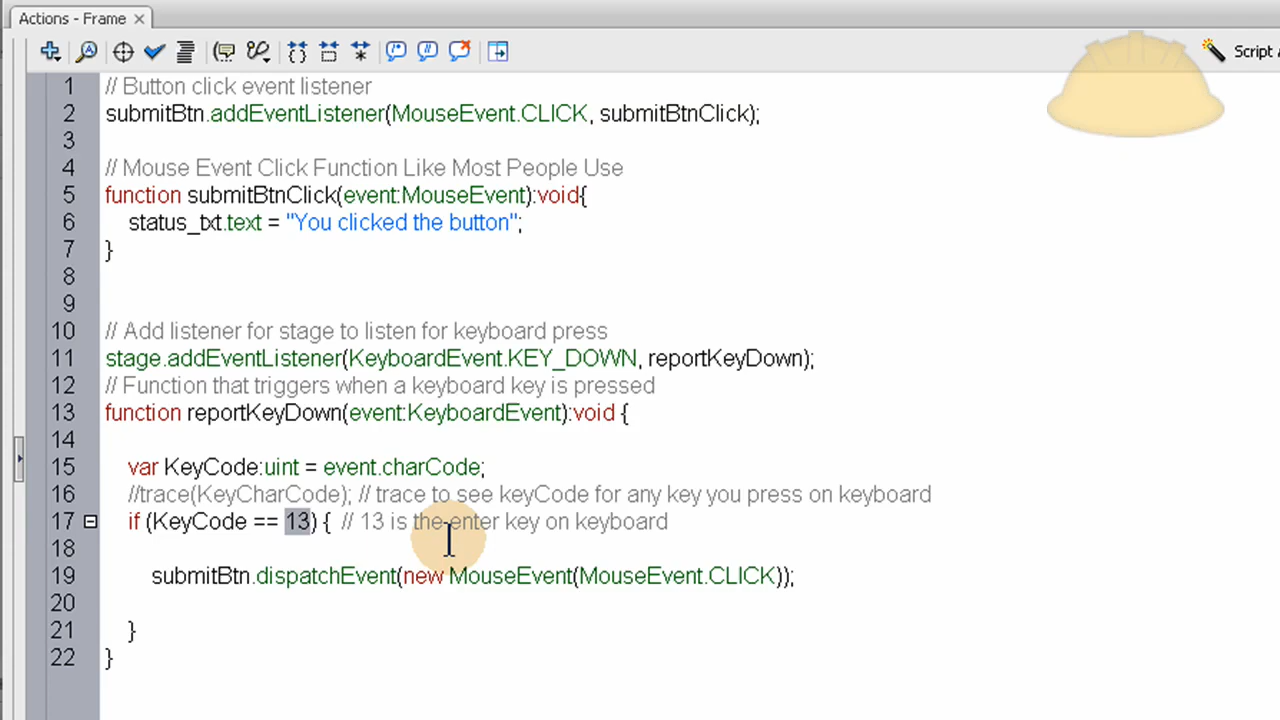 Actions - Frame
Script
1 // Button click event listener
2 submitBtn.addEventListener(MouseEvent.CLICK, submitBtnClick);
3
4 // Mouse Event Click Function Like Most People Use
5 function submitBtnClick(event:MouseEvent):void{
6 status_txt.text = "You clicked the button";
7 }
8
9
10 // Add listener for stage to listen for keyboard press
11 stage.addEventListener(KeyboardEvent.KEY_DOWN, reportKeyDown);
12 // Function that triggers when a keyboard key is pressed
13 function reportKeyDown(event:KeyboardEvent):void {
14
15 var KeyCode:uint = event.charCode;
16 //trace(KeyCharCode); // trace to see keyCode for any key you press on keyboard
17 if (KeyCode == 13) { // 13 is the enter key on keyboard
18
19 submitBtn.dispatchEvent(new MouseEvent(MouseEvent.CLICK));
20
21 }
22 }